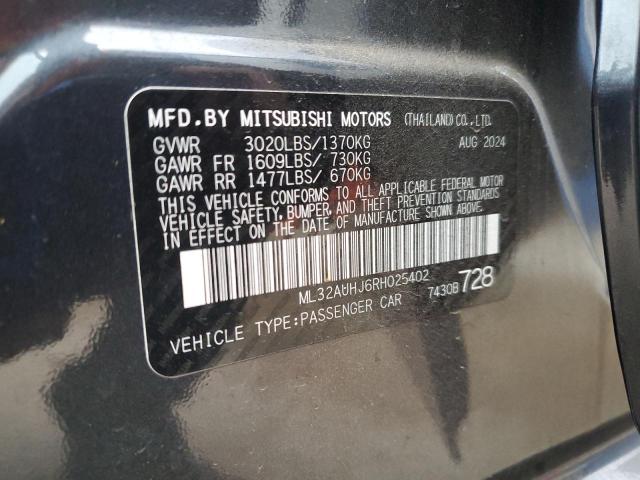 MFD.BY MITSUBISHI MOTORS (THAILAND) CO., LTD.
GVWR 3020LBS/1370KG AUG 2024
GAWR FR 1609LBS/ 730KG
GAWR RR 1477LBS/ 670KG
THIS VEHICLE CONFORMS TO ALL APPLICABLE FEDERAL MOTOR
VEHICLE SAFETY, BUMPER, AND THEFT PREVENTION STANDARDS
IN EFFECT ON THE DATE OF MANUFACTURE SHOWN ABOVE.
ML32AUHJ6RH025402 7430B 728
VEHICLE TYPE:PASSENGER CAR